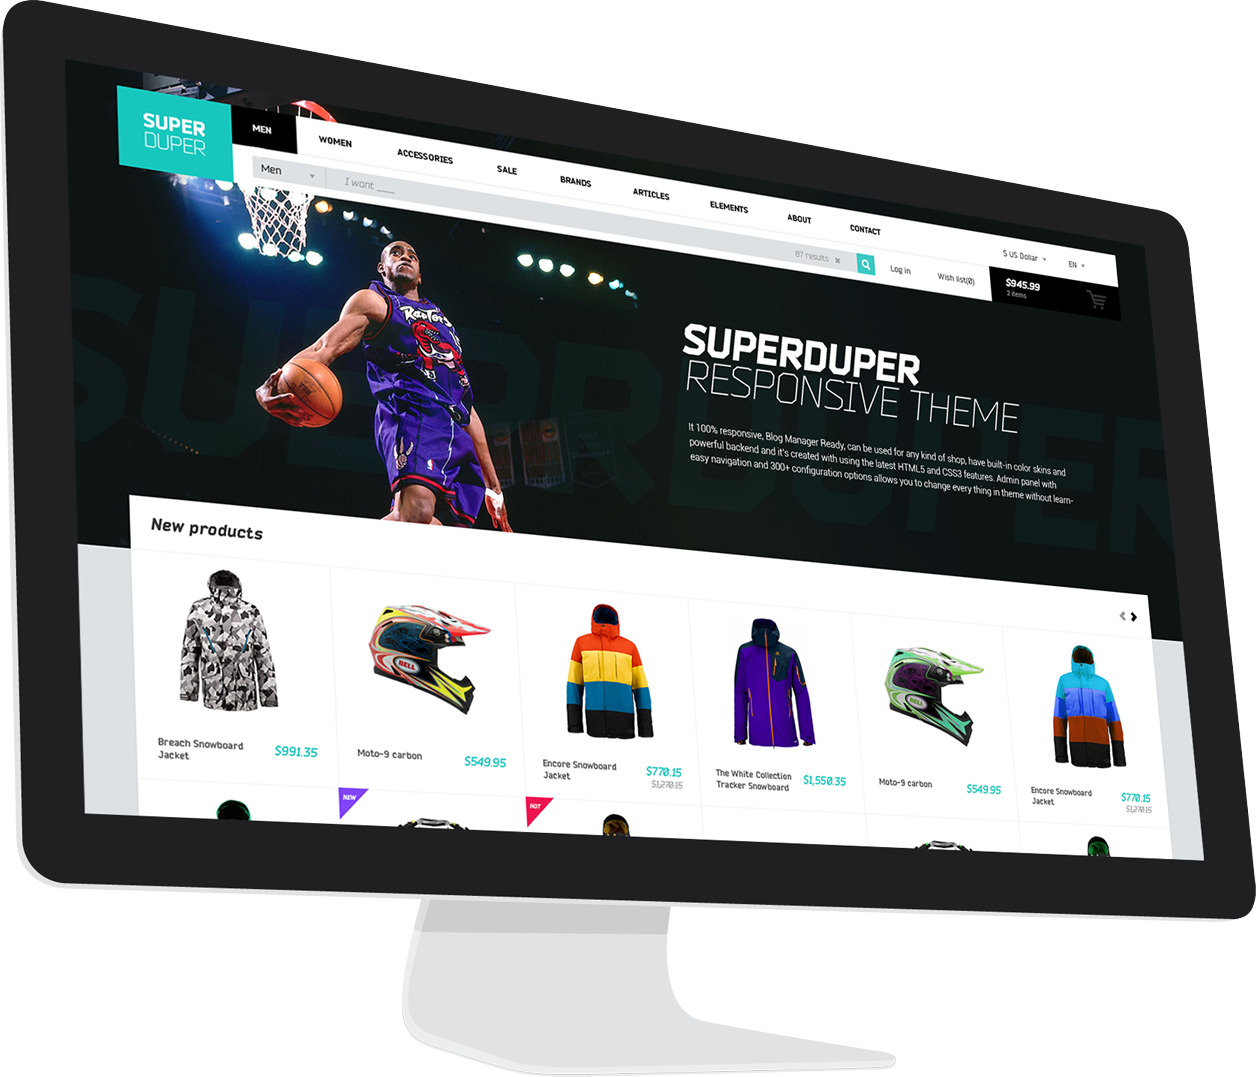 SUPER
DUPER
MEN
WOMEN
ACCESSORIES
SALE
BRANDS
ARTICLES
ELEMENTS
ABOUT
CONTACT
$ US Dollar
EN
Men
I want ___
87 results
Log in
Wish list(0)
$945.99
2 items
RapTors
SUPERDUPER
SUPERDUPER
RESPONSIVE THEME
It 100% responsive, Blog Manager Ready, can be used for any kind of shop, have built-in color skins and
powerful backend and it's created with using the latest HTML5 and CSS3 features. Admin panel with
easy navigation and 300+ configuration options allows you to change every thing in theme without learn-
New products
BELL
BELL
Breach Snowboard
Jacket
$991.35
Moto-9 carbon
$549.95
Encore Snowboard
Jacket
$770.15
$1,270.15
The White Collection
Tracker Snowboard
$1,550.35
Moto-9 carbon
$549.95
Encore Snowboard
Jacket
$770.15
$1,270.15
NEW
HOT